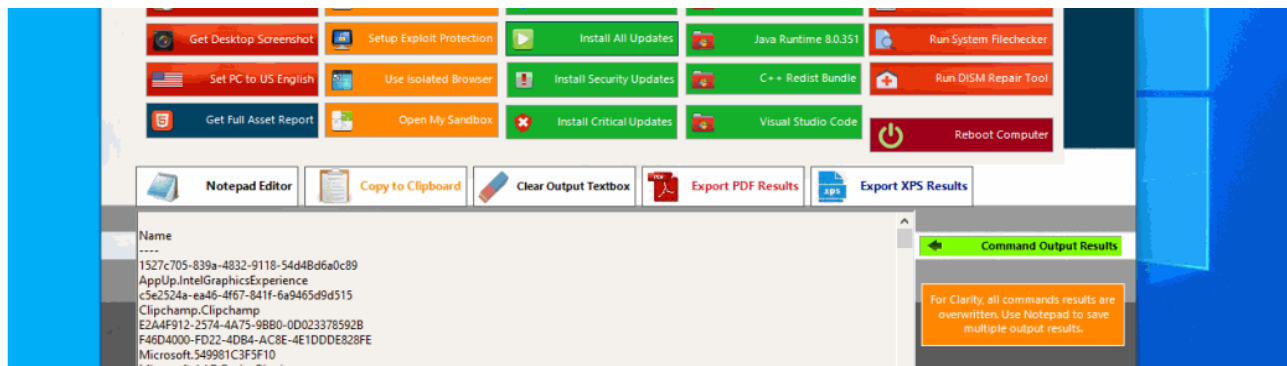 Get Desktop Screenshot
Setup Exploit Protection
Install All Updates
Java Runtime 8.0.351
Run System Filechecker
Set PC to US English
Use Isolated Browser
Install Security Updates
C++ Redist Bundle
Run DISM Repair Tool
Get Full Asset Report
Open My Sandbox
Install Critical Updates
Visual Studio Code
Reboot Computer
Notepad Editor
Copy to Clipboard
Clear Output Textbox
PDF
Export PDF Results
xps
Export XPS Results
Name
----
1527c705-839a-4832-9118-54d4Bd6a0c89
AppUp.IntelGraphicsExperience
c5e2524a-ea46-4f67-841f-6a9465d9d515
Clipchamp.Clipchamp
E2A4F912-2574-4A75-9BB0-0D023378592B
F46D4000-FD22-4DB4-AC8E-4E1DDDE828FE
Microsoft.549981C3F5F10
Command Output Results
For Clarity, all commands results are
overwritten. Use Notepad to save
multiple output results.